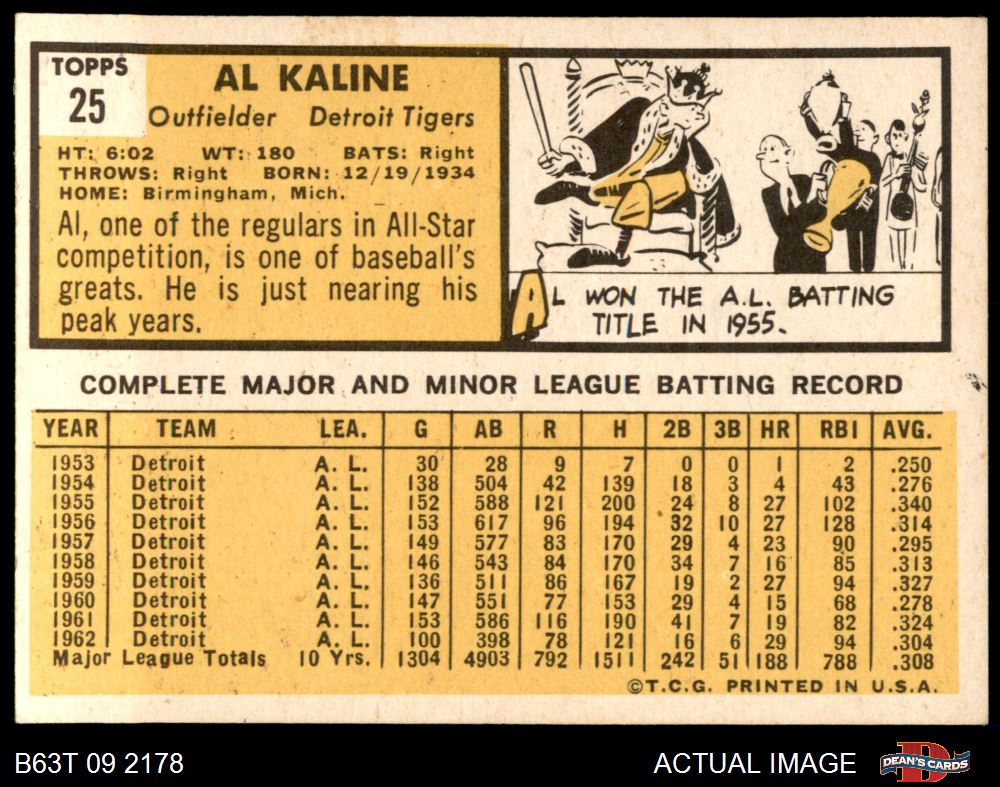 TOPPS
25
AL KALINE
Outfielder Detroit Tigers
HT: 6:02 WT: 180 BATS: Right
THROWS: Right BORN: 12/19/1934
HOME: Birmingham, Mich.
Al, one of the regulars in All-Star
competition, is one of baseball's
greats. He is just nearing his
peak years.
AL WON THE A.L. BATTING
TITLE IN 1955.
COMPLETE MAJOR AND MINOR LEAGUE BATTING RECORD
YEAR TEAM LEA. G AB R H 2B 3B HR RBI AVG.
1953 Detroit A. L. 30 28 9 7 0 0 1 2 .250
1954 Detroit A. L. 138 504 42 139 18 3 4 43 .276
1955 Detroit A. L. 152 588 121 200 24 8 27 102 .340
1956 Detroit A. L. 153 617 96 194 32 10 27 128 .314
1957 Detroit A. L. 149 577 83 170 29 4 23 90 .295
1958 Detroit A. L. 146 543 84 170 34 7 16 85 .313
1959 Detroit A. L. 136 511 86 167 19 2 27 94 .327
1960 Detroit A. L. 147 551 77 153 29 4 15 68 .278
1961 Detroit A. L. 153 586 116 190 41 7 19 82 .324
1962 Detroit A. L. 100 398 78 121 16 6 29 94 .304
Major League Totals 10 Yrs. 1304 4903 792 1511 242 51 188 788 .308
©T.C.G. PRINTED IN U.S.A.
B63T 09 2178 ACTUAL IMAGE
D DEAN'S CARDS